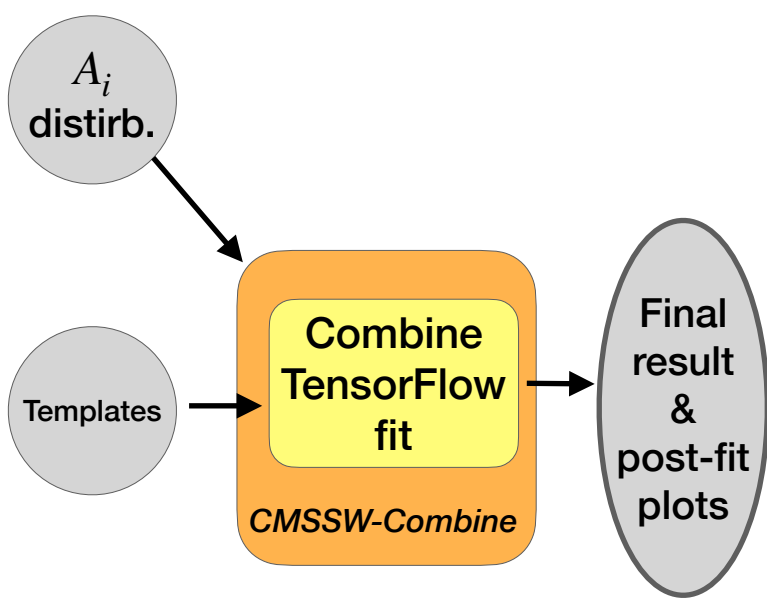 A_i
distirb.
Templates
Combine
TensorFlow
fit
CMSSW-Combine
Final
result
&
post-fit
plots